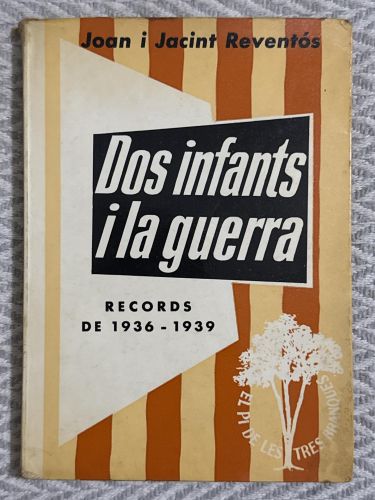 Joan i Jacint Reventós
Dos infants
i la guerra
RECORDS
DE 1936 - 1939
EL PI DE LES TRES BRANQUES